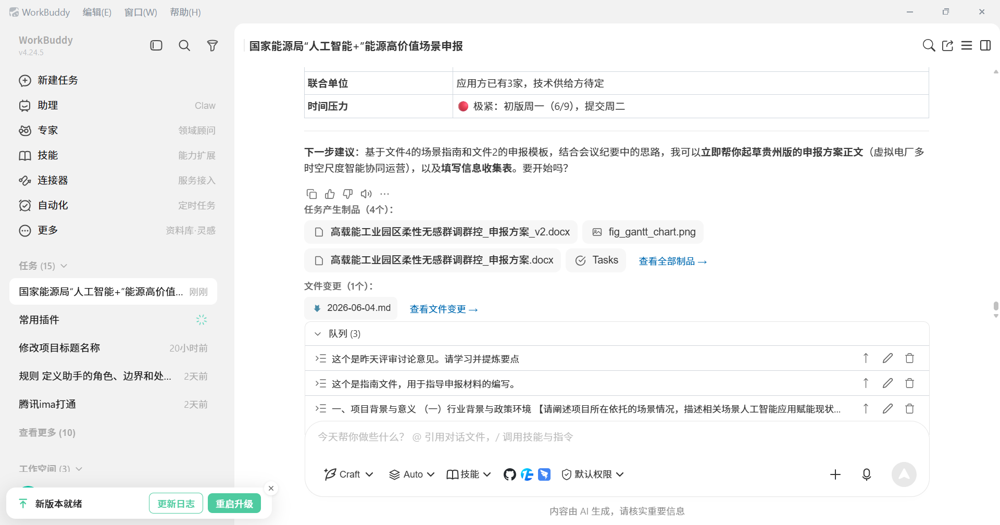 WorkBuddy 编辑(E) 窗口(W) 帮助(H)
WorkBuddy
v4.24.5
新建任务
助理 Claw
专家 领域顾问
技能 能力扩展
连接器 服务接入
自动化 定时任务
更多 资料库·灵感
任务 (15)
国家能源局“人工智能+”能源高价值... 刚刚
常用插件
修改项目标题名称 20小时前
规则 定义助手的角色、边界和处... 2天前
腾讯ima打通 2天前
查看更多 (10)
工作空间 (3)
新版本就绪 更新日志 重启升级
国家能源局“人工智能+”能源高价值场景申报
联合单位 应用方已有3家，技术供给方待定
时间压力 极紧：初版周一（6/9），提交周二
下一步建议：基于文件4的场景指南和文件2的申报模板，结合会议纪要中的思路，我可以立即帮你起草贵州版的申报方案正文（虚拟电厂多
时空尺度智能协同运营），以及填写信息收集表。要开始吗？
任务产生制品（4个）：
高载能工业园区柔性无感群调群控_申报方案_v2.docx fig_gantt_chart.png
高载能工业园区柔性无感群调群控_申报方案.docx Tasks 查看全部制品 →
文件变更（1个）：
2026-06-04.md 查看文件变更 →
队列 (3)
这个是昨天评审讨论意见。请学习并提炼要点
这个是指南文件，用于指导申报材料的编写。
一、项目背景与意义 （一）行业背景与政策环境 【请阐述项目所在依托的场景情况，描述相关场景人工智能应用赋能现状...
今天帮你做些什么？ @ 引用对话文件，/ 调用技能与指令
Craft Auto 技能 默认权限
内容由 AI 生成，请核实重要信息